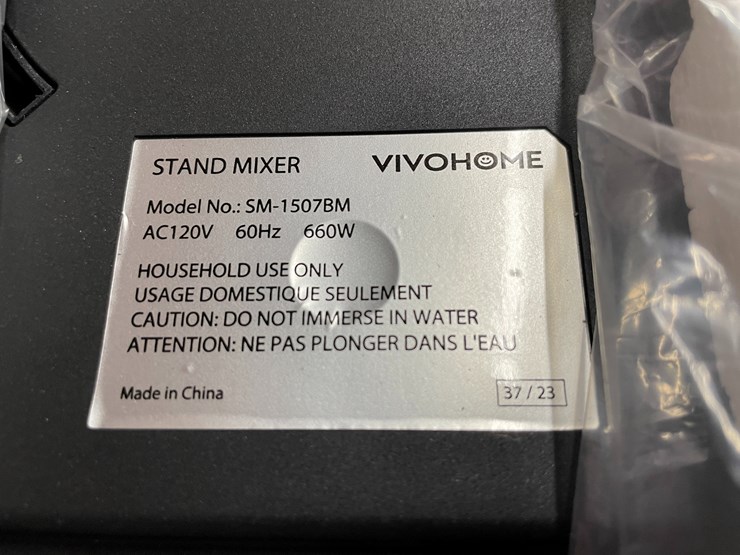 STAND MIXER VIVOHOME
Model No.: SM-1507BM
AC120V 60Hz 660W
HOUSEHOLD USE ONLY
USAGE DOMESTIQUE SEULEMENT
CAUTION: DO NOT IMMERSE IN WATER
ATTENTION: NE PAS PLONGER DANS L'EAU
Made in China 37 / 23